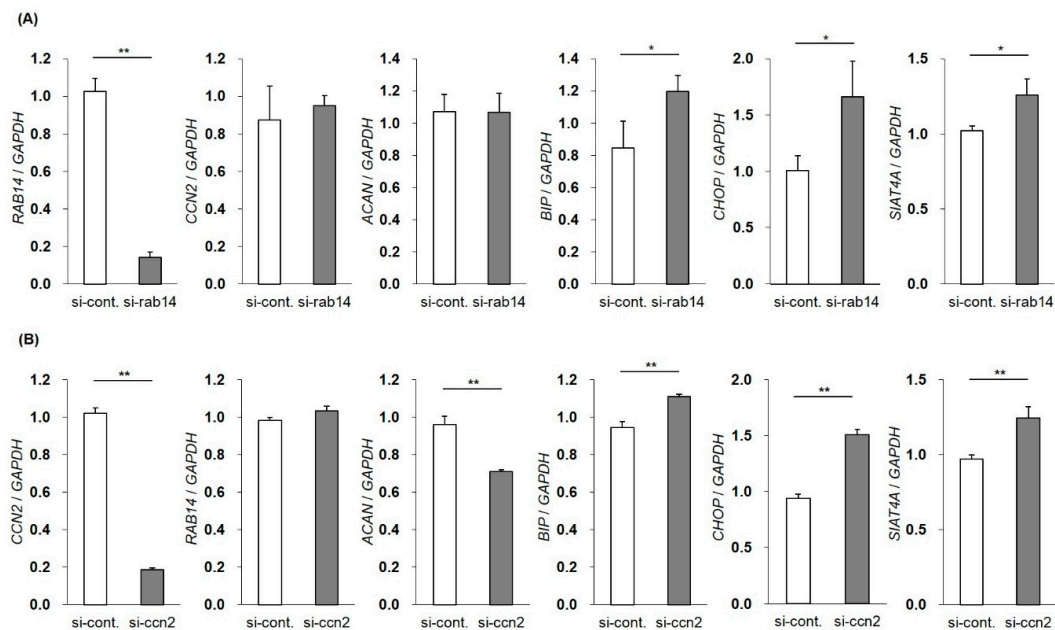 (A)
** * * *
1.2 1.2 1.2 1.4 2.0 1.5
1.0 1.0 1.0 1.2 1.5 1.0
0.8 0.8 0.8 1.0 1.0 0.5
0.6 0.6 0.6 0.8 0.5 0.0
0.4 0.4 0.4 0.6 0.0
0.2 0.2 0.2 0.4
0.0 0.0 0.0 0.2
0.0
RAB14 / GAPDH
CCN2 / GAPDH
ACAN / GAPDH
BIP / GAPDH
CHOP / GAPDH
SIAT4A / GAPDH
si-cont. si-rab14 si-cont. si-rab14 si-cont. si-rab14 si-cont. si-rab14 si-cont. si-rab14 si-cont. si-rab14
(B)
** ** ** ** **
1.2 1.2 1.2 1.2 2.0 1.5
1.0 1.0 1.0 1.0 1.5 1.0
0.8 0.8 0.8 0.8 1.0 0.5
0.6 0.6 0.6 0.6 0.5 0.0
0.4 0.4 0.4 0.4 0.0
0.2 0.2 0.2 0.2
0.0 0.0 0.0 0.0
CCN2 / GAPDH
RAB14 / GAPDH
ACAN / GAPDH
BIP / GAPDH
CHOP / GAPDH
SIAT4A / GAPDH
si-cont. si-ccn2 si-cont. si-ccn2 si-cont. si-ccn2 si-cont. si-ccn2 si-cont. si-ccn2 si-cont. si-ccn2